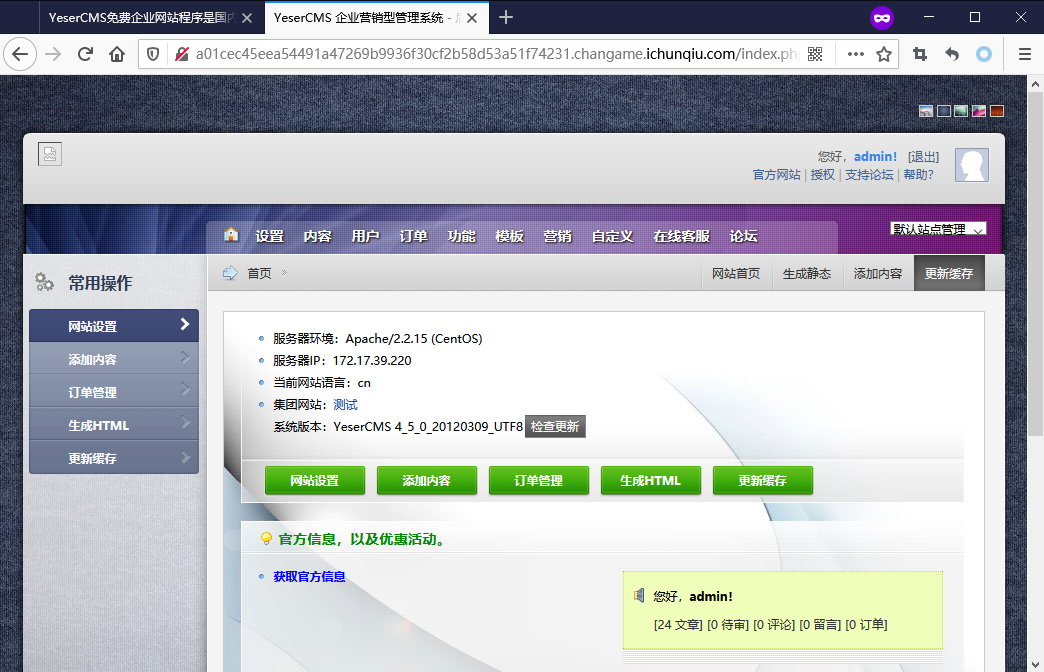 YeserCMS免费企业网站程序是国内
YeserCMS 企业营销型管理系统 -
a01cec45eea54491a47269b9936f30cf2b58d53a51f74231.changame.ichunqiu.com/index.ph
您好，admin! [退出]
官方网站 | 授权 | 支持论坛 | 帮助?
设置 内容 用户 订单 功能 模板 营销 自定义 在线客服 论坛
默认站点管理
常用操作
首页 »
网站首页 生成静态 添加内容 更新缓存
网站设置
添加内容
订单管理
生成HTML
更新缓存
服务器环境：Apache/2.2.15 (CentOS)
服务器IP：172.17.39.220
当前网站语言：cn
集团网站：测试
系统版本：YeserCMS 4_5_0_20120309_UTF8 检查更新
网站设置 添加内容 订单管理 生成HTML 更新缓存
官方信息，以及优惠活动。
获取官方信息
您好，admin!
[24 文章] [0 待审] [0 评论] [0 留言] [0 订单]